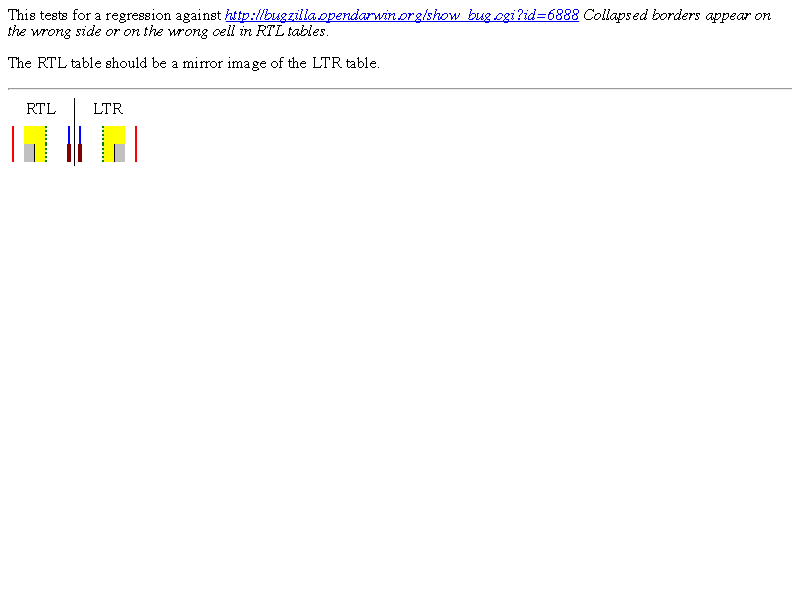 This tests for a regression against http://bugzilla.opendarwin.org/show_bug.cgi?id=6888 Collapsed borders appear on
the wrong side or on the wrong cell in RTL tables.
The RTL table should be a mirror image of the LTR table.
RTL LTR